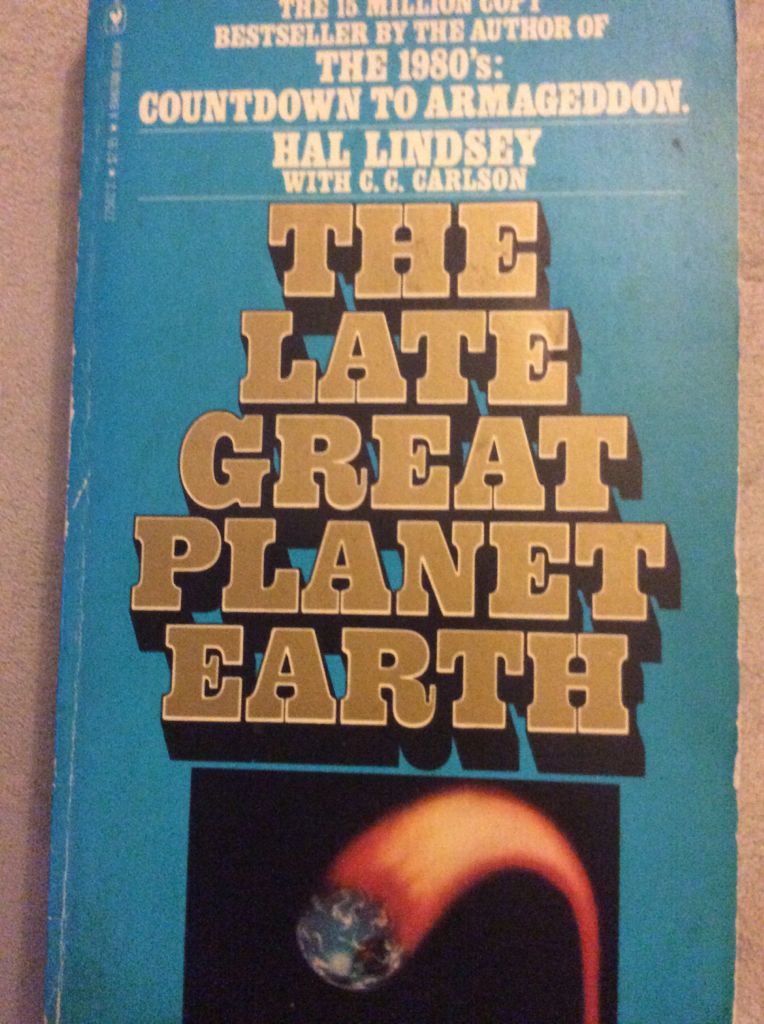 THE 15 MILLION COPY
BESTSELLER BY THE AUTHOR OF
THE 1980's:
COUNTDOWN TO ARMAGEDDON.
HAL LINDSEY
WITH C. C. CARLSON
THE
LATE
GREAT
PLANET
EARTH